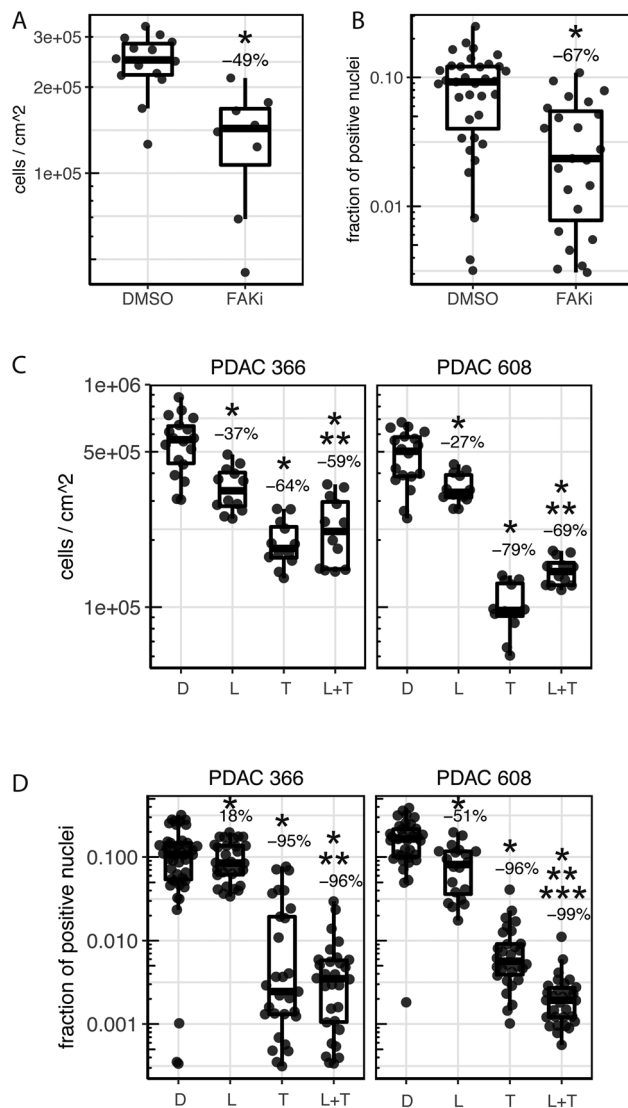 A
3e+05
2e+05
1e+05
cells / cm^2
*
−49%
DMSO
FAKi
B
0.10
0.01
fraction of positive nuclei
*
−67%
DMSO
FAKi
C
PDAC 366
PDAC 608
1e+06
5e+05
1e+05
cells / cm^2
*
−37%
*
−64%
*
**
−59%
*
−27%
*
−79%
*
**
−69%
D
L
T
L+T
D
L
T
L+T
D
PDAC 366
PDAC 608
0.100
0.010
0.001
fraction of positive nuclei
*
18%
*
−95%
*
**
−96%
*
−51%
*
−96%
*
**
***
−99%
D
L
T
L+T
D
L
T
L+T